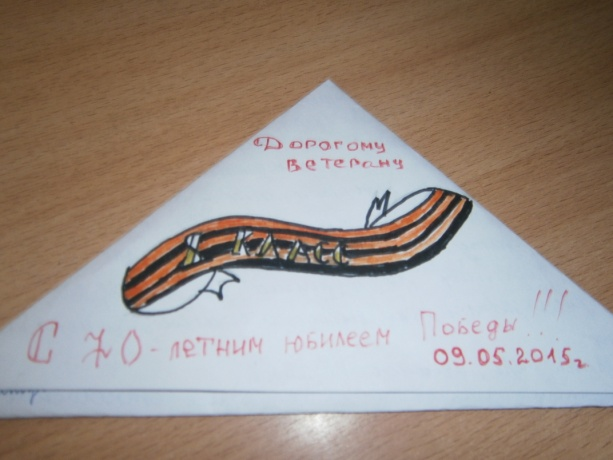 Дорогому
ветерану
класс
С 70-летним юбилеем Победы!!!
09.05.2015г